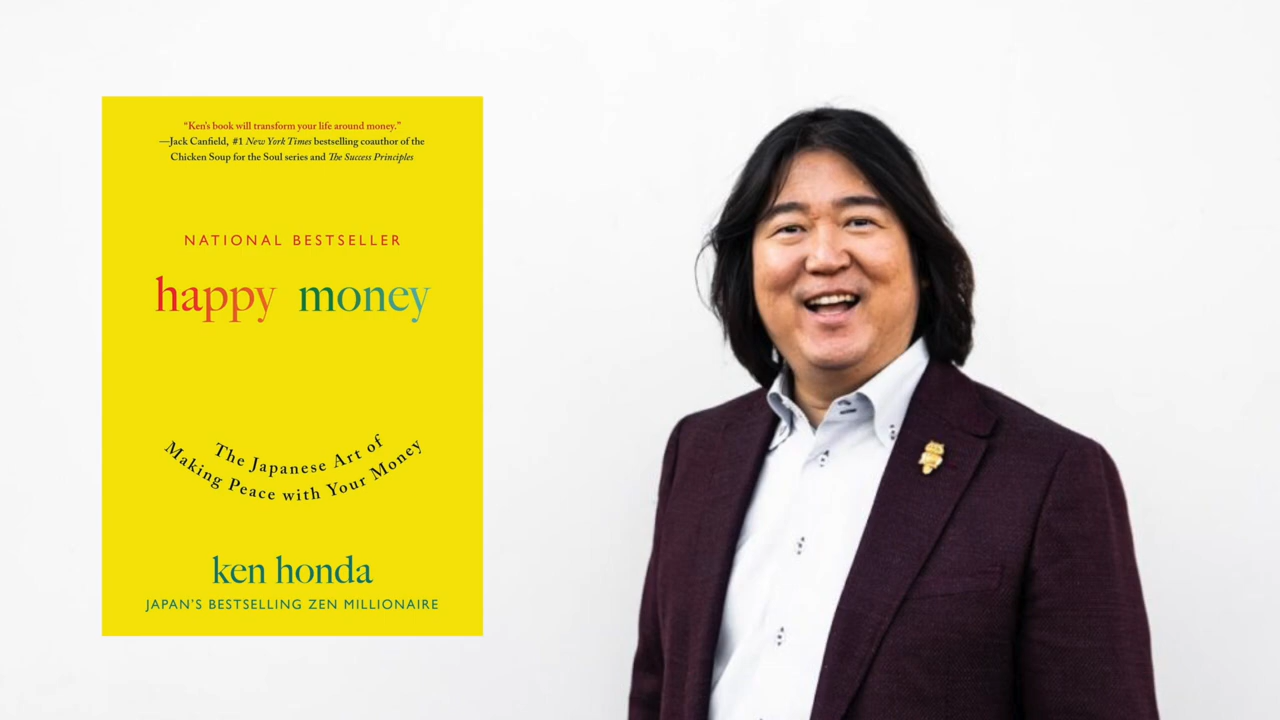 “Ken’s book will transform your life around money.”
—Jack Canfield, #1 New York Times bestselling coauthor of the
Chicken Soup for the Soul series and The Success Principles
NATIONAL BESTSELLER
happy money
The Japanese Art of
Making Peace with Your Money
ken honda
JAPAN’S BESTSELLING ZEN MILLIONAIRE